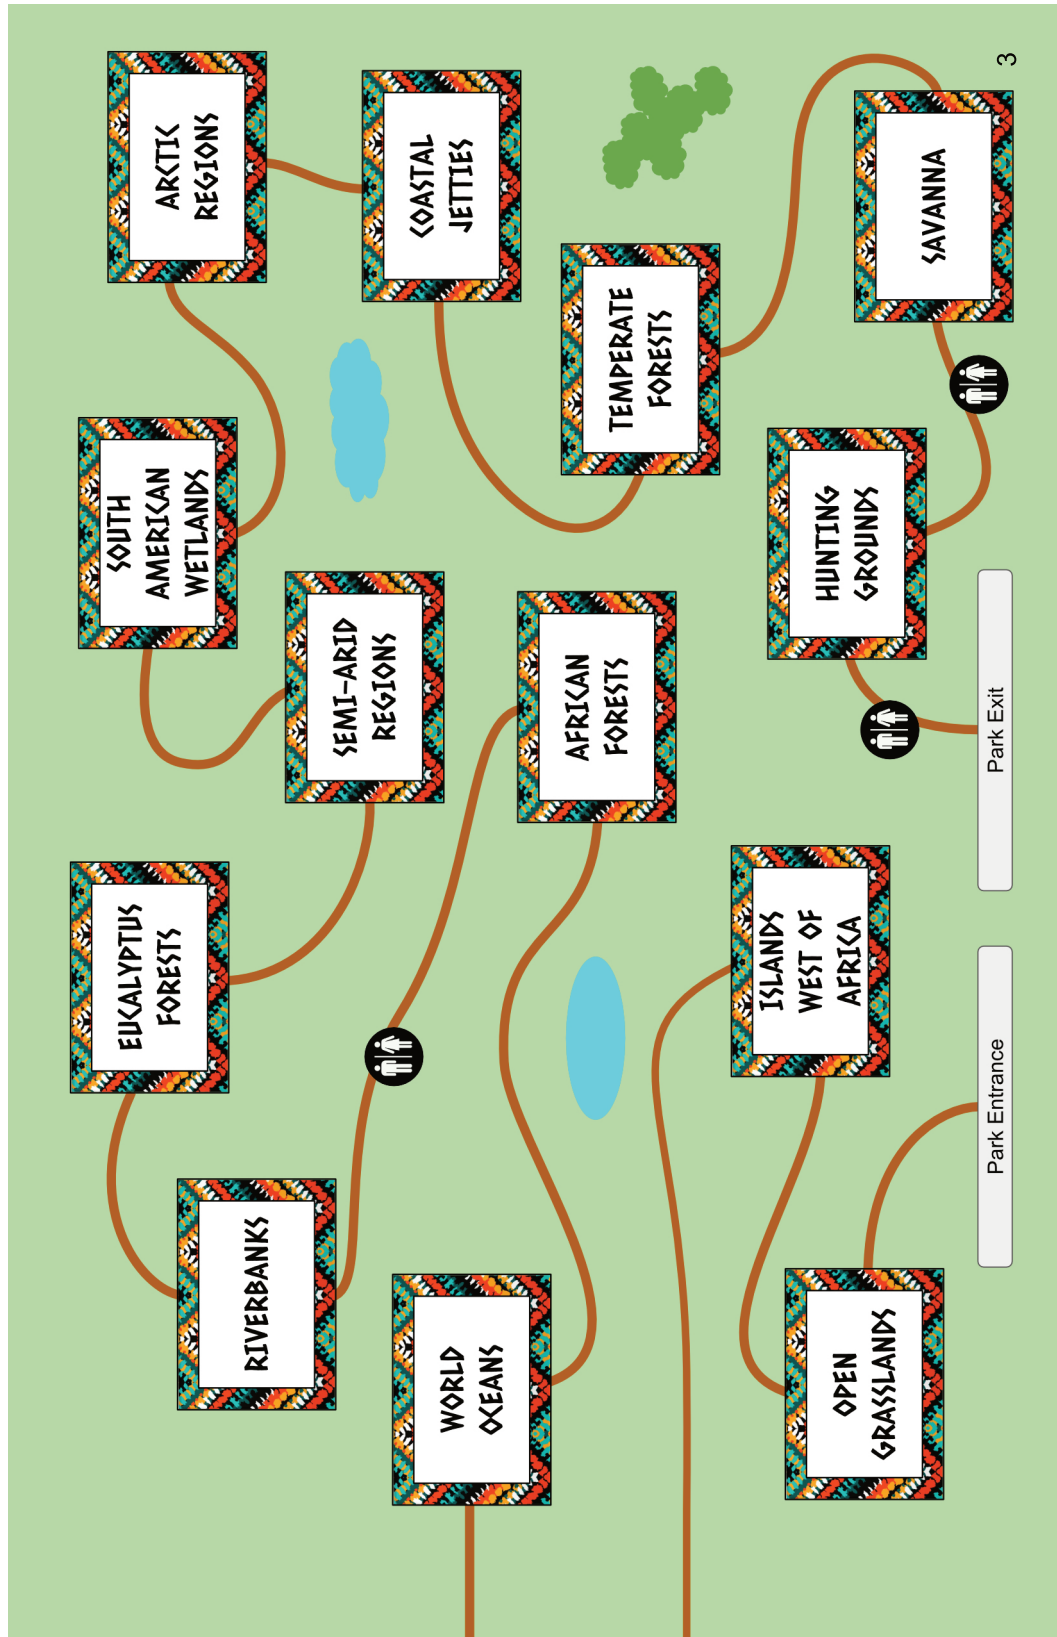 ARCTIC
REGIONS
COASTAL
JETTIES
3
SAVANNA
TEMPERATE
FORESTS
SOUTH
AMERICAN
WETLANDS
HUNTING
GROUNDS
SEMI-ARID
REGIONS
AFRICAN
FORESTS
Park Exit
EUCALYPTUS
FORESTS
ISLANDS
WEST OF
AFRICA
Park Entrance
RIVERBANKS
WORLD
OCEANS
OPEN
GRASSLANDS